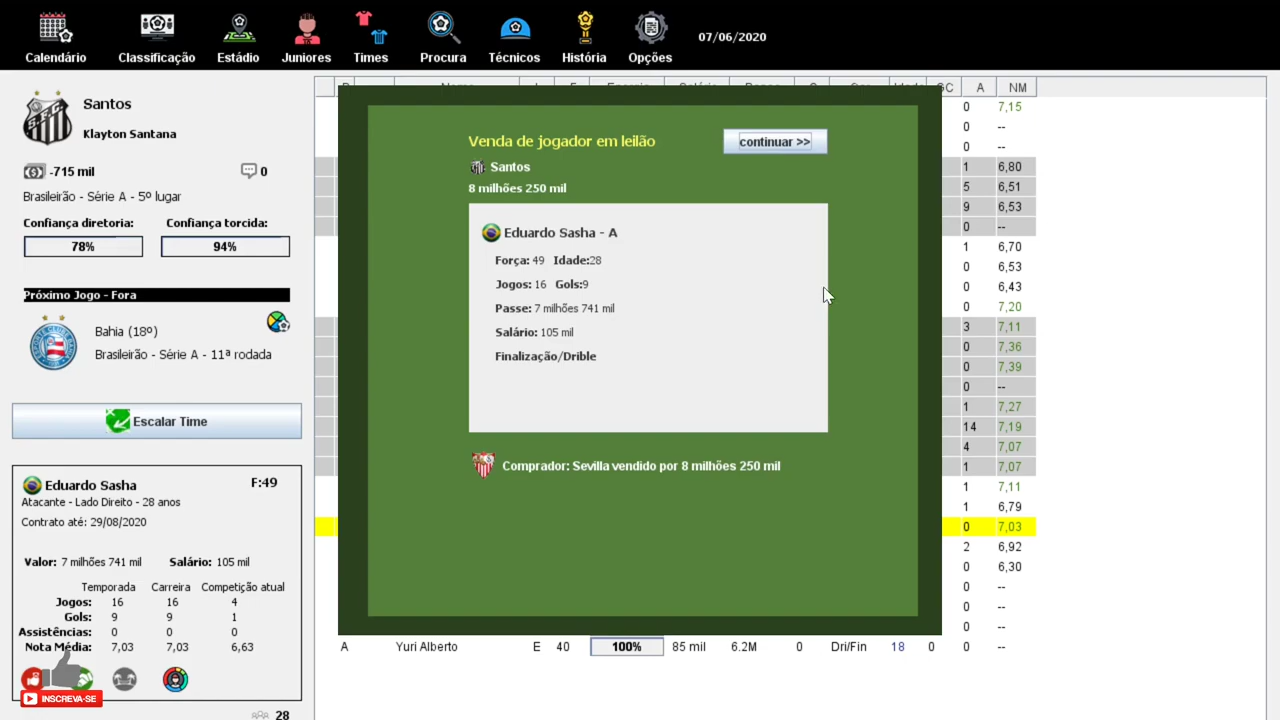 Calendário Classificação Estádio Juniores Times Procura Técnicos História Opções 07/06/2020
Santos
Klayton Santana
-715 mil 0
Brasileirão - Série A - 5º lugar
Confiança diretoria: Confiança torcida:
78% 94%
Próximo Jogo - Fora
Bahia (18º)
Brasileirão - Série A - 11ª rodada
Escalar Time
Eduardo Sasha F:49
Atacante - Lado Direito - 28 anos
Contrato até: 29/08/2020
Valor: 7 milhões 741 mil Salário: 105 mil
Temporada Carreira Competição atual
Jogos: 16 16 4
Gols: 9 9 1
Assistências: 0 0 0
Nota Média: 7,03 7,03 6,63
INSCREVA-SE
28
Venda de jogador em leilão continuar >>
Santos
8 milhões 250 mil
Eduardo Sasha - A
Força: 49 Idade:28
Jogos: 16 Gols:9
Passe: 7 milhões 741 mil
Salário: 105 mil
Finalização/Drible
Comprador: Sevilla vendido por 8 milhões 250 mil
A NM
0 7,15
0 --
0 --
1 6,80
5 6,51
9 6,53
0 --
1 6,70
0 6,53
0 6,43
0 7,20
3 7,11
0 7,36
0 7,39
0 --
1 7,27
14 7,19
4 7,07
1 7,07
1 7,11
1 6,79
0 7,03
2 6,92
0 6,30
0 --
0 --
0 --
A Yuri Alberto E 40 100% 85 mil 6.2M 0 Dri/Fin 18 0 0 --